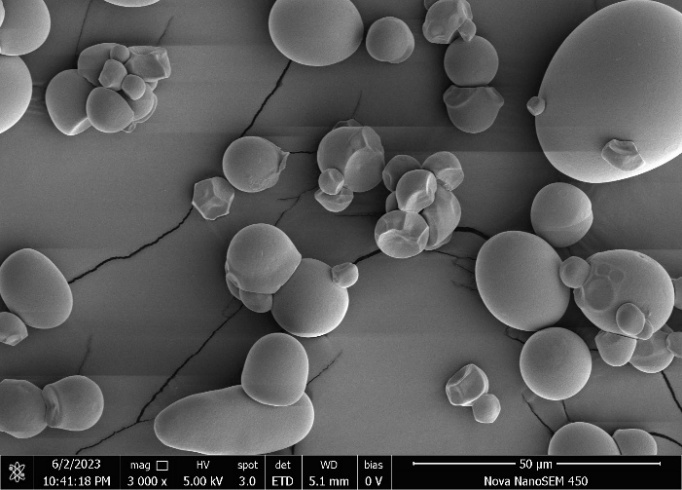 6/2/2023 mag HV spot det WD bias 50 µm
10:41:18 PM 3 000 x 5.00 kV 3.0 ETD 5.1 mm 0 V Nova NanoSEM 450